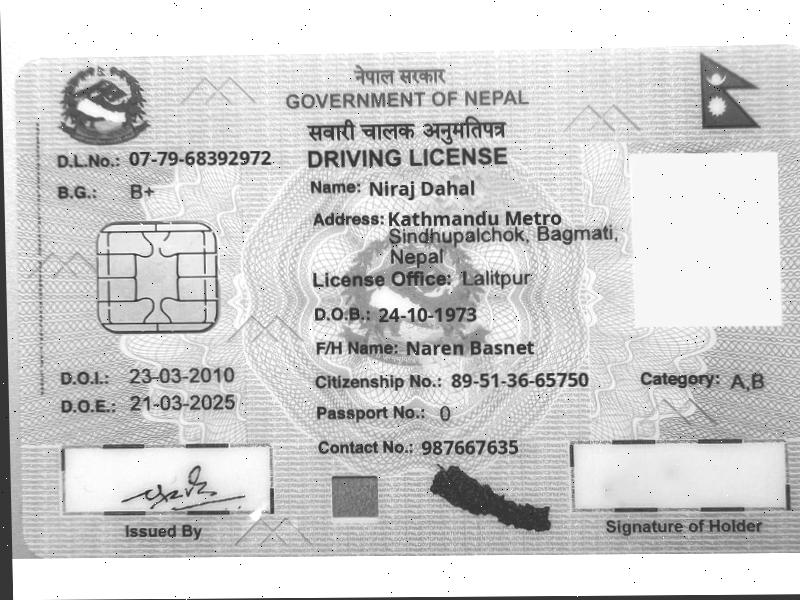 नेपाल सरकार
GOVERNMENT OF NEPAL
सवारी चालक अनुमतिपत्र
DRIVING LICENSE
D.L.No.: 07-79-68392972
B.G.: B+
Name: Niraj Dahal
Address: Kathmandu Metro
Sindhupalchok, Bagmati,
Nepal
License Office: Lalitpur
D.O.B.: 24-10-1973
F/H Name: Naren Basnet
D.O.I.: 23-03-2010
Citizenship No.: 89-51-36-65750
Category: A,B
D.O.E.: 21-03-2025
Passport No.: 0
Contact No.: 987667635
Issued By
Signature of Holder